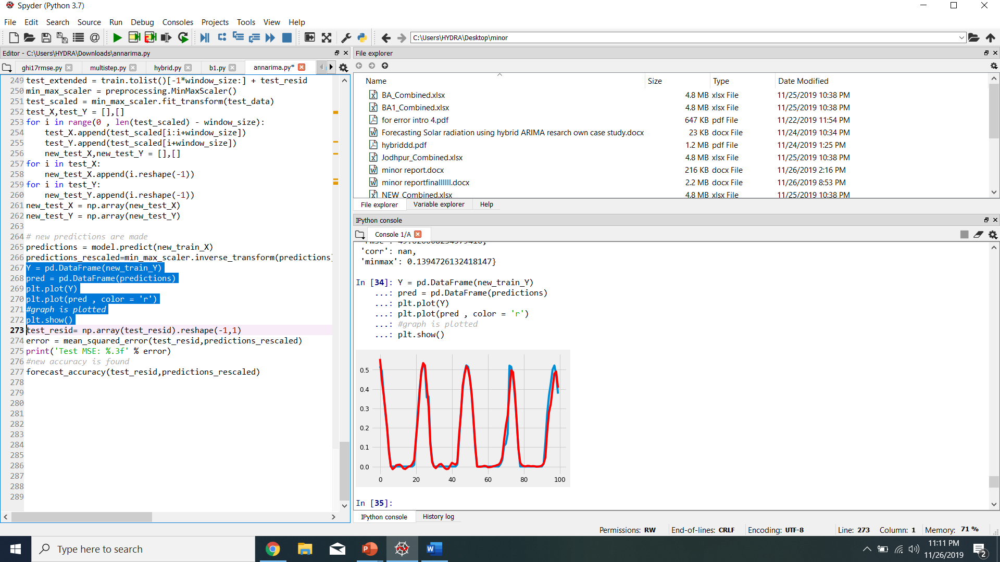 Spyder (Python 3.7)
File Edit Search Source Run Debug Consoles Projects Tools View Help
C:\Users\HYDRA\Desktop\minor
Editor - C:\Users\HYDRA\Downloads\annarima.py
ghi17rmse.py multistep.py hybrid.py b1.py annarima.py*
249 test_extended = train.tolist()[-1*window_size:] + test_resid
250 min_max_scaler = preprocessing.MinMaxScaler()
251 test_scaled = min_max_scaler.fit_transform(test_data)
252 test_X,test_Y = [],[]
253 for i in range(0 , len(test_scaled) - window_size):
254 test_X.append(test_scaled[i:i+window_size])
255 test_Y.append(test_scaled[i+window_size])
256 new_test_X,new_test_Y = [],[]
257 for i in test_X:
258 new_test_X.append(i.reshape(-1))
259 for i in test_Y:
260 new_test_Y.append(i.reshape(-1))
261 new_test_X = np.array(new_test_X)
262 new_test_Y = np.array(new_test_Y)
263
264 # new predictions are made
265 predictions = model.predict(new_train_X)
266 predictions_rescaled=min_max_scaler.inverse_transform(predictions)
267 Y = pd.DataFrame(new_train_Y)
268 pred = pd.DataFrame(predictions)
269 plt.plot(Y)
270 plt.plot(pred , color = 'r')
271 #graph is plotted
272 plt.show()
273 test_resid= np.array(test_resid).reshape(-1,1)
274 error = mean_squared_error(test_resid,predictions_rescaled)
275 print('Test MSE: %.3f' % error)
276 #new accuracy is found
277 forecast_accuracy(test_resid,predictions_rescaled)
278
279
280
281
282
283
284
285
286
287
288
289
File explorer
Name Size Type Date Modified
BA_Combined.xlsx 4.8 MB xlsx File 11/25/2019 10:38 PM
BA1_Combined.xlsx 4.8 MB xlsx File 11/25/2019 10:38 PM
for error intro 4.pdf 647 KB pdf File 11/22/2019 11:54 PM
Forecasting Solar radiation using hybrid ARIMA resarch own case study.docx 23 KB docx File 11/24/2019 10:34 PM
hybriddd.pdf 1.2 MB pdf File 11/24/2019 1:25 PM
Jodhpur_Combined.xlsx 4.8 MB xlsx File 11/25/2019 10:38 PM
minor report.docx 216 KB docx File 11/26/2019 2:16 PM
minor reportfinallllll.docx 2.2 MB docx File 11/26/2019 8:53 PM
NEW_Combined.xlsx 4.8 MB xlsx File 11/25/2019 10:38 PM
File explorer Variable explorer Help
IPython console
Console 1/A
'corr': nan,
'minmax': 0.1394726132418147}
In [34]: Y = pd.DataFrame(new_train_Y)
...: pred = pd.DataFrame(predictions)
...: plt.plot(Y)
...: plt.plot(pred , color = 'r')
...: #graph is plotted
...: plt.show()
0.5
0.4
0.3
0.2
0.1
0.0
0 20 40 60 80 100
In [35]:
IPython console History log
Permissions: RW End-of-lines: CRLF Encoding: UTF-8 Line: 273 Column: 1 Memory: 71 %
Type here to search
11:11 PM
11/26/2019
2